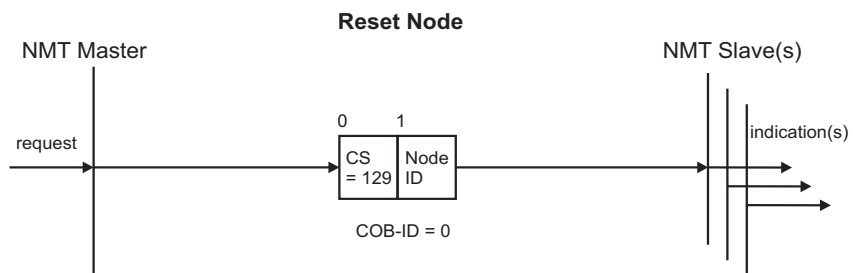 Reset Node
NMT Master
NMT Slave(s)
0 1
request
indication(s)
CS
= 129
Node
ID
COB-ID = 0